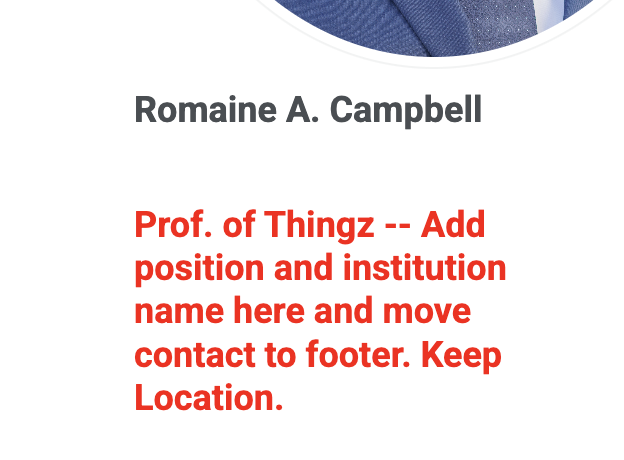 Romaine A. Campbell
Prof. of Thingz -- Add
position and institution
name here and move
contact to footer. Keep
Location.